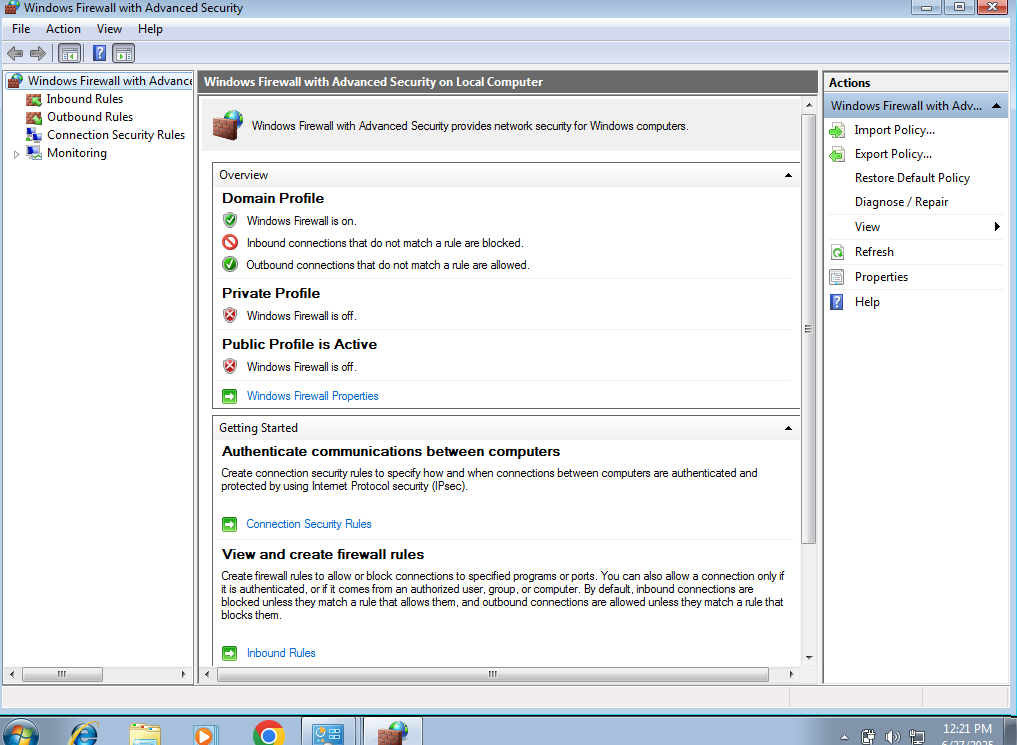 Windows Firewall with Advanced Security
File Action View Help
Windows Firewall with Advance
Inbound Rules
Outbound Rules
Connection Security Rules
Monitoring
Windows Firewall with Advanced Security on Local Computer
Windows Firewall with Advanced Security provides network security for Windows computers.
Overview
Domain Profile
Windows Firewall is on.
Inbound connections that do not match a rule are blocked.
Outbound connections that do not match a rule are allowed.
Private Profile
Windows Firewall is off.
Public Profile is Active
Windows Firewall is off.
Windows Firewall Properties
Getting Started
Authenticate communications between computers
Create connection security rules to specify how and when connections between computers are authenticated and
protected by using Internet Protocol security (IPsec).
Connection Security Rules
View and create firewall rules
Create firewall rules to allow or block connections to specified programs or ports. You can also allow a connection only if
it is authenticated, or if it comes from an authorized user, group, or computer. By default, inbound connections are
blocked unless they match a rule that allows them, and outbound connections are allowed unless they match a rule that
blocks them.
Inbound Rules
Actions
Windows Firewall with Adv...
Import Policy...
Export Policy...
Restore Default Policy
Diagnose / Repair
View
Refresh
Properties
Help
12:21 PM
6/27/2025